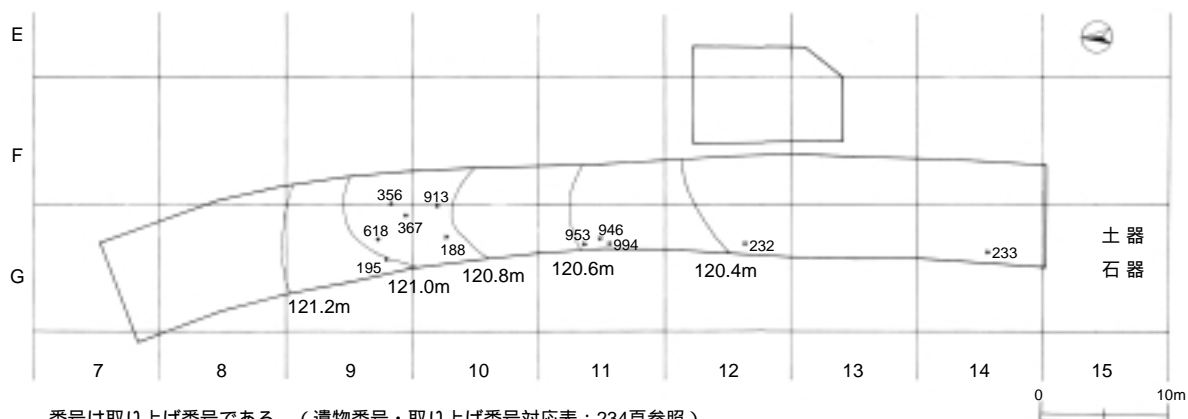 E
F
G
356
913
367
618
188
195
953
946
994
232
233
土器
石器
121.2m
121.0m
120.8m
120.6m
120.4m
7 8 9 10 11 12 13 14 15
0 10m
番号は取り上げ番号である。(遺物番号・取り上げ番号対応表:234頁参照)